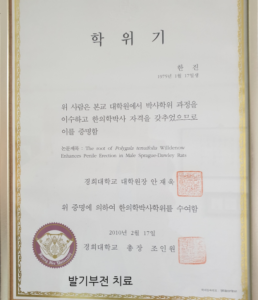 학 위 기
한 진
1977년 1월 17일생
위 사람은 본교 대학원에서 박사학위 과정을
이수하고 한의학박사 자격을 갖추었으므로
이를 증명함
논문제목 : The root of Polygala tenuifolia Willdenow
Enhances Penile Erection in Male Sprague-Dawley Rats
경희대학교 대학원장 안 재 욱
위 증명에 의하여 한의학박사학위를 수여함
2010년 2월 17일
경희대학교 총 장 조 인 원
발기부전 치료